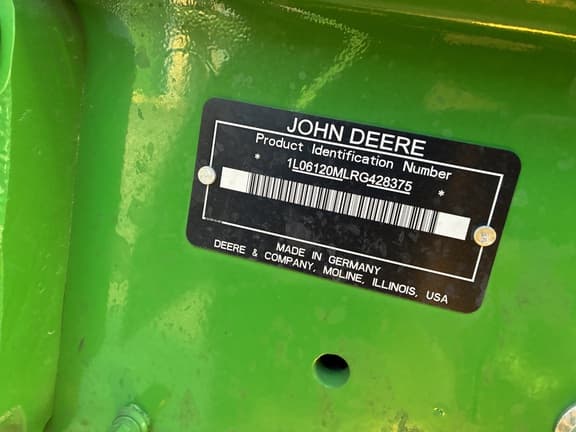 JOHN DEERE
Product Identification Number
* 1L06120MLRG428375 *
MADE IN GERMANY
DEERE & COMPANY, MOLINE, ILLINOIS, USA